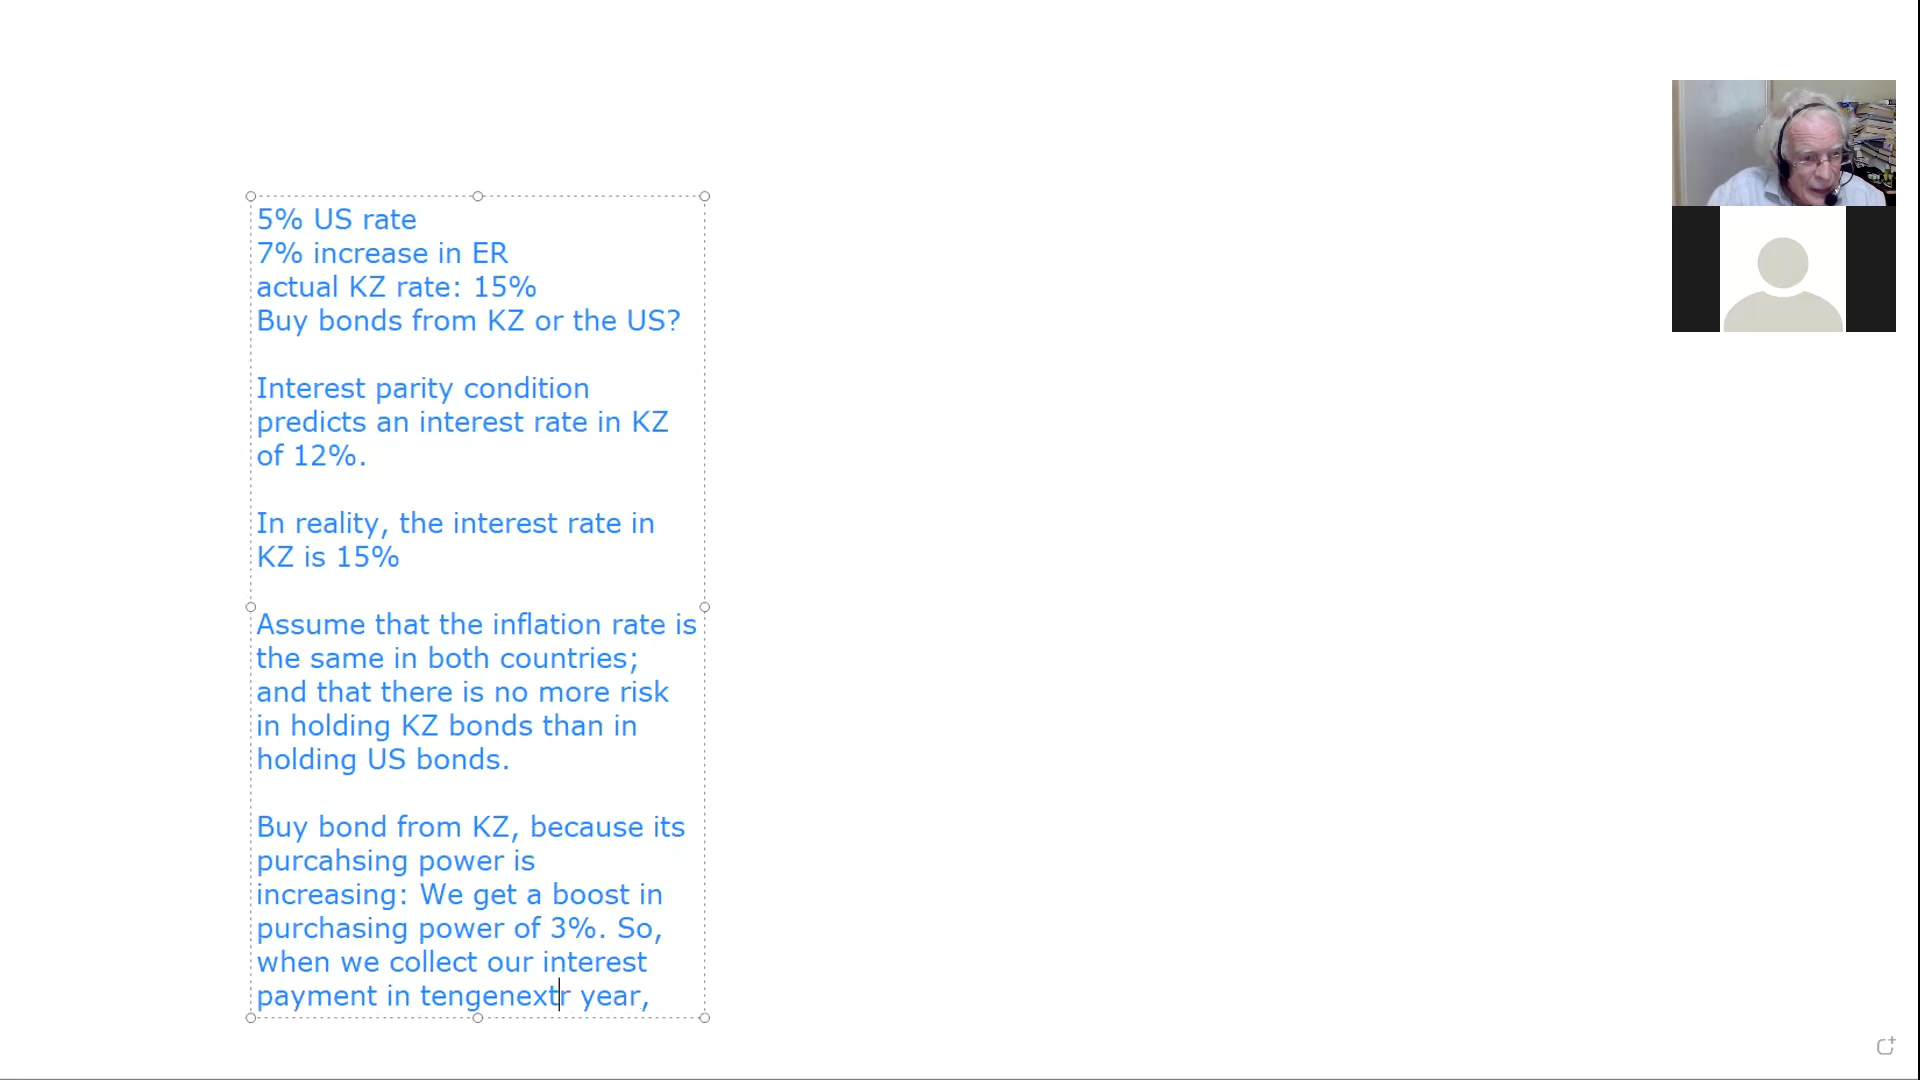 5% US rate
7% increase in ER
actual KZ rate: 15%
Buy bonds from KZ or the US?
Interest parity condition
predicts an interest rate in KZ
of 12%.
In reality, the interest rate in
KZ is 15%
Assume that the inflation rate is
the same in both countries;
and that there is no more risk
in holding KZ bonds than in
holding US bonds.
Buy bond from KZ, because its
purcahsing power is
increasing: We get a boost in
purchasing power of 3%. So,
when we collect our interest
payment in tengenextr year,